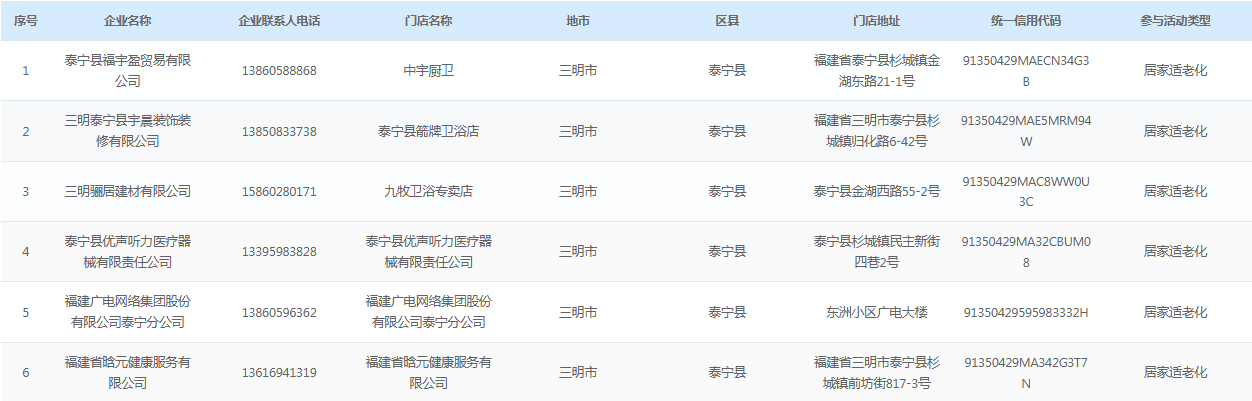 序号 企业名称 企业联系人电话 门店名称 地市 区县 门店地址 统一信用代码 参与活动类型
1 泰宁县福宇盈贸易有限 13860588868 中宇厨卫 三明市 泰宁县 福建省泰宁县杉城镇金 91350429MAECN34G3 居家适老化
公司 湖东路21-1号 B
2 三明泰宁县宇晨装饰装 13850833738 泰宁县箭牌卫浴店 三明市 泰宁县 福建省三明市泰宁县杉 91350429MAE5MRM94 居家适老化
修有限公司 城镇归化路6-42号 W
3 三明骊居建材有限公司 15860280171 九牧卫浴专卖店 三明市 泰宁县 泰宁县金湖西路55-2号 91350429MAC8WW0U 居家适老化
3C
4 泰宁县优声听力医疗器 13395983828 泰宁县优声听力医疗器 三明市 泰宁县 泰宁县杉城镇民主新街 91350429MA32CBUM0 居家适老化
械有限责任公司 械有限责任公司 四巷2号 8
5 福建广电网络集团股份 13860596362 福建广电网络集团股份 三明市 泰宁县 东洲小区广电大楼 91350429595983332H 居家适老化
有限公司泰宁分公司 有限公司泰宁分公司
6 福建省晗元健康服务有 13616941319 福建省晗元健康服务有 三明市 泰宁县 福建省三明市泰宁县杉 91350429MA342G3T7 居家适老化
限公司 限公司 城镇前坊街817-3号 N